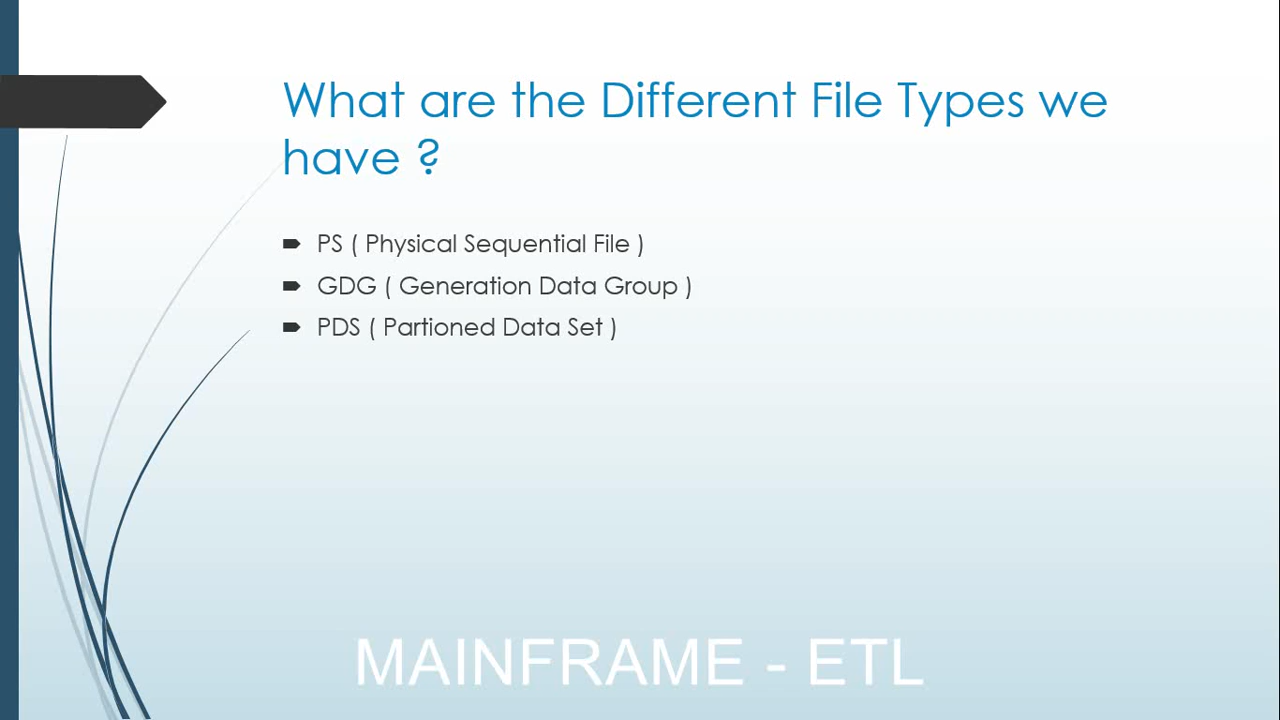 What are the Different File Types we
have ?
PS ( Physical Sequential File )
GDG ( Generation Data Group )
PDS ( Partioned Data Set )
MAINFRAME - ETL